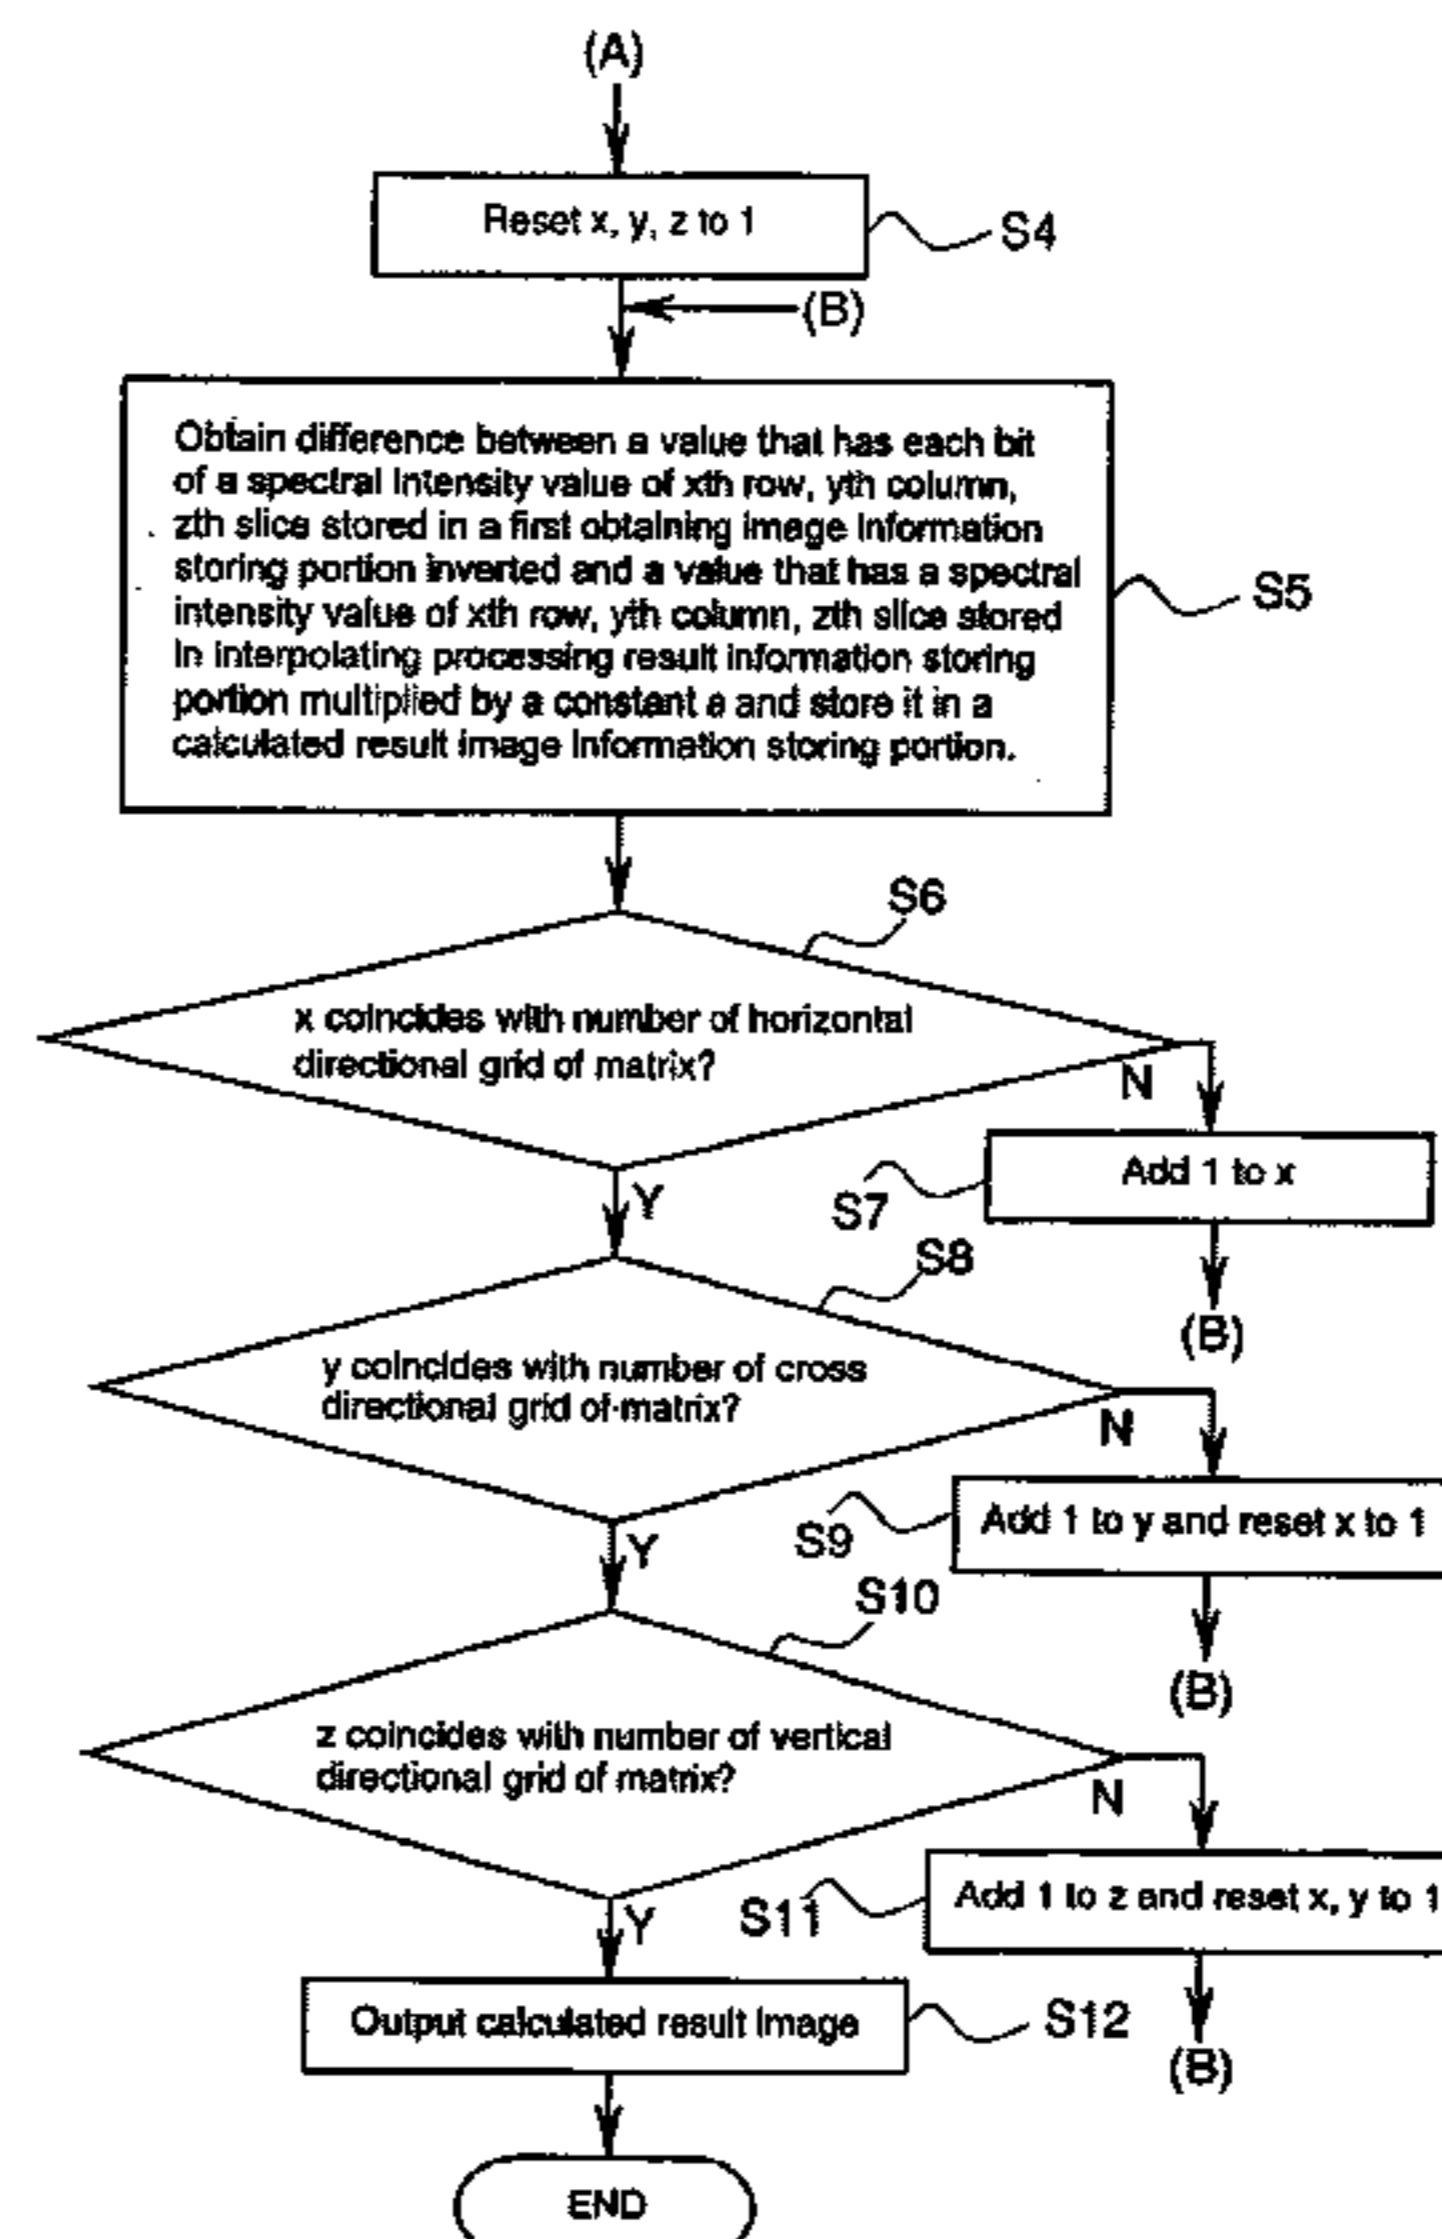 (A)
Reset x, y, z to 1
S4
(B)
Obtain difference between a value that has each bit
of a spectral intensity value of xth row, yth column,
zth slice stored in a first obtaining image information
storing portion inverted and a value that has a spectral
intensity value of xth row, yth column, zth slice stored
in interpolating processing result information storing
portion multiplied by a constant a and store it in a
calculated result image information storing portion.
S5
S6
x coincides with number of horizontal
directional grid of matrix?
N
Add 1 to x
S7
Y
(B)
S8
y coincides with number of cross
directional grid of matrix?
N
Add 1 to y and reset x to 1
S9
Y
(B)
S10
z coincides with number of vertical
directional grid of matrix?
N
Add 1 to z and reset x, y to 1
S11
Y
(B)
Output calculated result image
S12
END